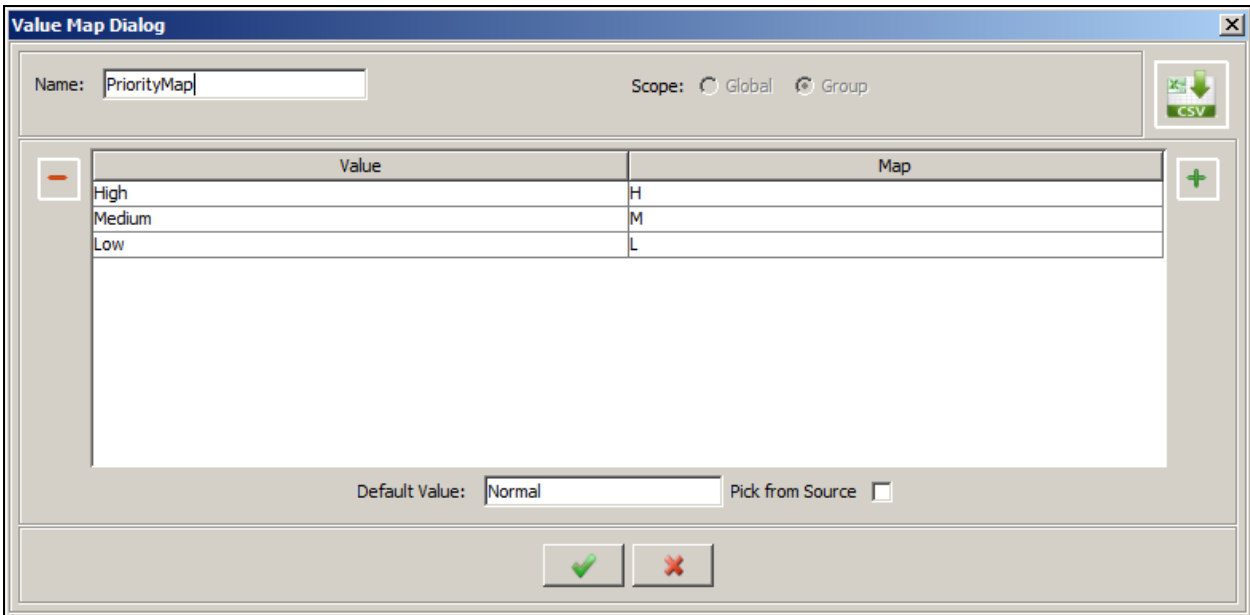 Value Map Dialog
Name: PriorityMap Scope: Global Group
CSV
Value Map
High H
Medium M
Low L
Default Value: Normal Pick from Source